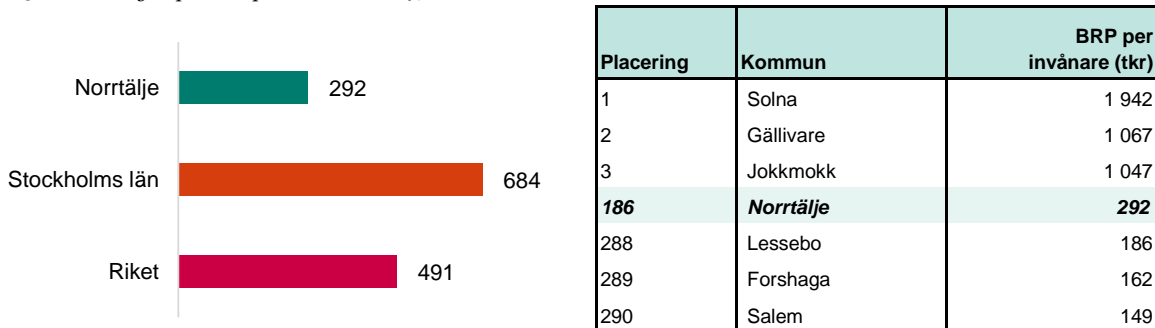 Norrtälje 292
Stockholms län 684
Riket 491
Placering Kommun BRP per invånare (tkr)
1 Solna 1 942
2 Gällivare 1 067
3 Jokkmokk 1 047
186 Norrtälje 292
288 Lessebo 186
289 Forshaga 162
290 Salem 149